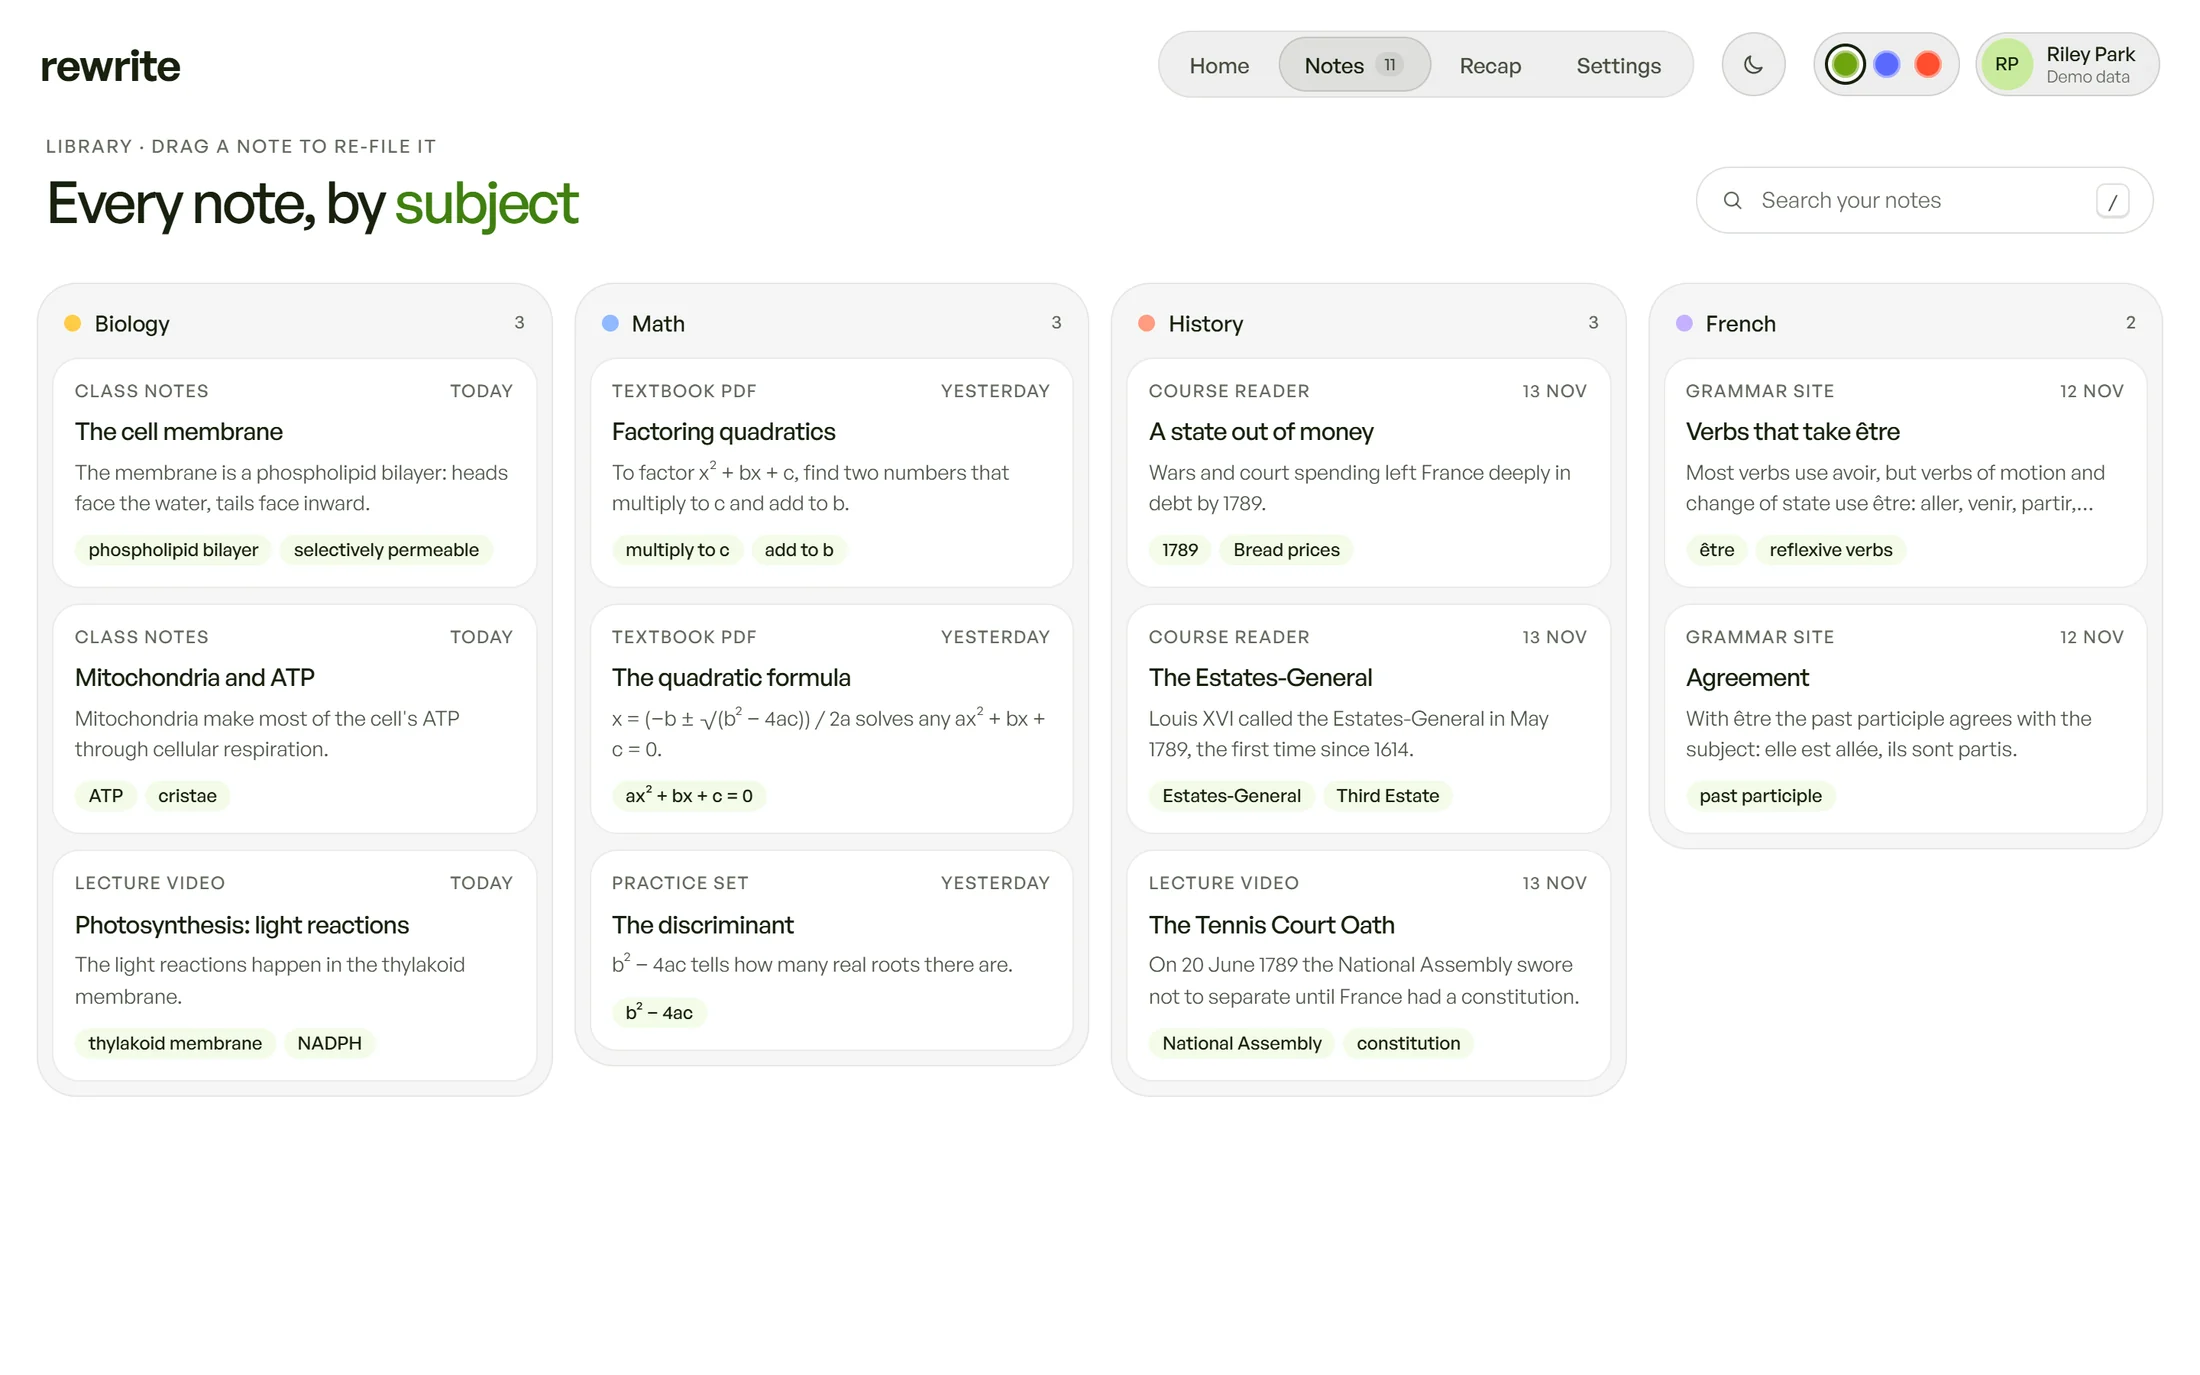 rewrite
Home
Notes 11
Recap
Settings
RP
Riley Park
Demo data
LIBRARY · DRAG A NOTE TO RE-FILE IT
Every note, by subject
Search your notes
/
Biology 3
CLASS NOTES TODAY
The cell membrane
The membrane is a phospholipid bilayer: heads
face the water, tails face inward.
phospholipid bilayer selectively permeable
CLASS NOTES TODAY
Mitochondria and ATP
Mitochondria make most of the cell's ATP
through cellular respiration.
ATP cristae
LECTURE VIDEO TODAY
Photosynthesis: light reactions
The light reactions happen in the thylakoid
membrane.
thylakoid membrane NADPH
Math 3
TEXTBOOK PDF YESTERDAY
Factoring quadratics
To factor x² + bx + c, find two numbers that
multiply to c and add to b.
multiply to c add to b
TEXTBOOK PDF YESTERDAY
The quadratic formula
x = (−b ± √(b² − 4ac)) / 2a solves any ax² + bx +
c = 0.
ax² + bx + c = 0
PRACTICE SET YESTERDAY
The discriminant
b² − 4ac tells how many real roots there are.
b² − 4ac
History 3
COURSE READER 13 NOV
A state out of money
Wars and court spending left France deeply in
debt by 1789.
1789 Bread prices
COURSE READER 13 NOV
The Estates-General
Louis XVI called the Estates-General in May
1789, the first time since 1614.
Estates-General Third Estate
LECTURE VIDEO 13 NOV
The Tennis Court Oath
On 20 June 1789 the National Assembly swore
not to separate until France had a constitution.
National Assembly constitution
French 2
GRAMMAR SITE 12 NOV
Verbs that take être
Most verbs use avoir, but verbs of motion and
change of state use être: aller, venir, partir,…
être reflexive verbs
GRAMMAR SITE 12 NOV
Agreement
With être the past participle agrees with the
subject: elle est allée, ils sont partis.
past participle